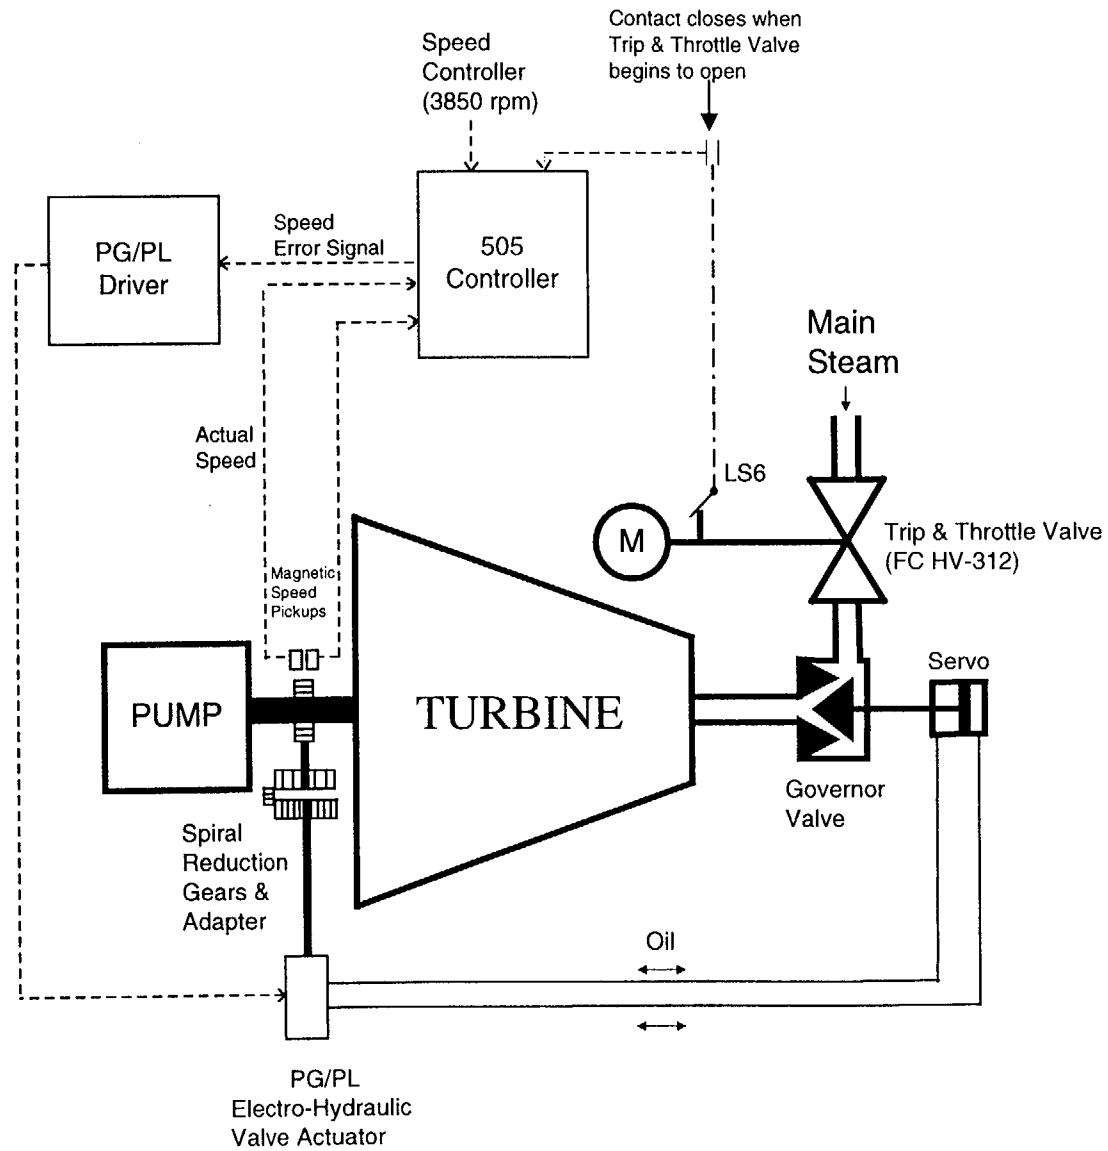 Contact closes when
Trip & Throttle Valve
begins to open
Speed
Controller
(3850 rpm)
PG/PL
Driver
Speed
Error Signal
505
Controller
Main
Steam
Actual
Speed
LS6
M
Trip & Throttle Valve
(FC HV-312)
Magnetic
Speed
Pickups
PUMP
TURBINE
Servo
Governor
Valve
Spiral
Reduction
Gears &
Adapter
Oil
PG/PL
Electro-Hydraulic
Valve Actuator